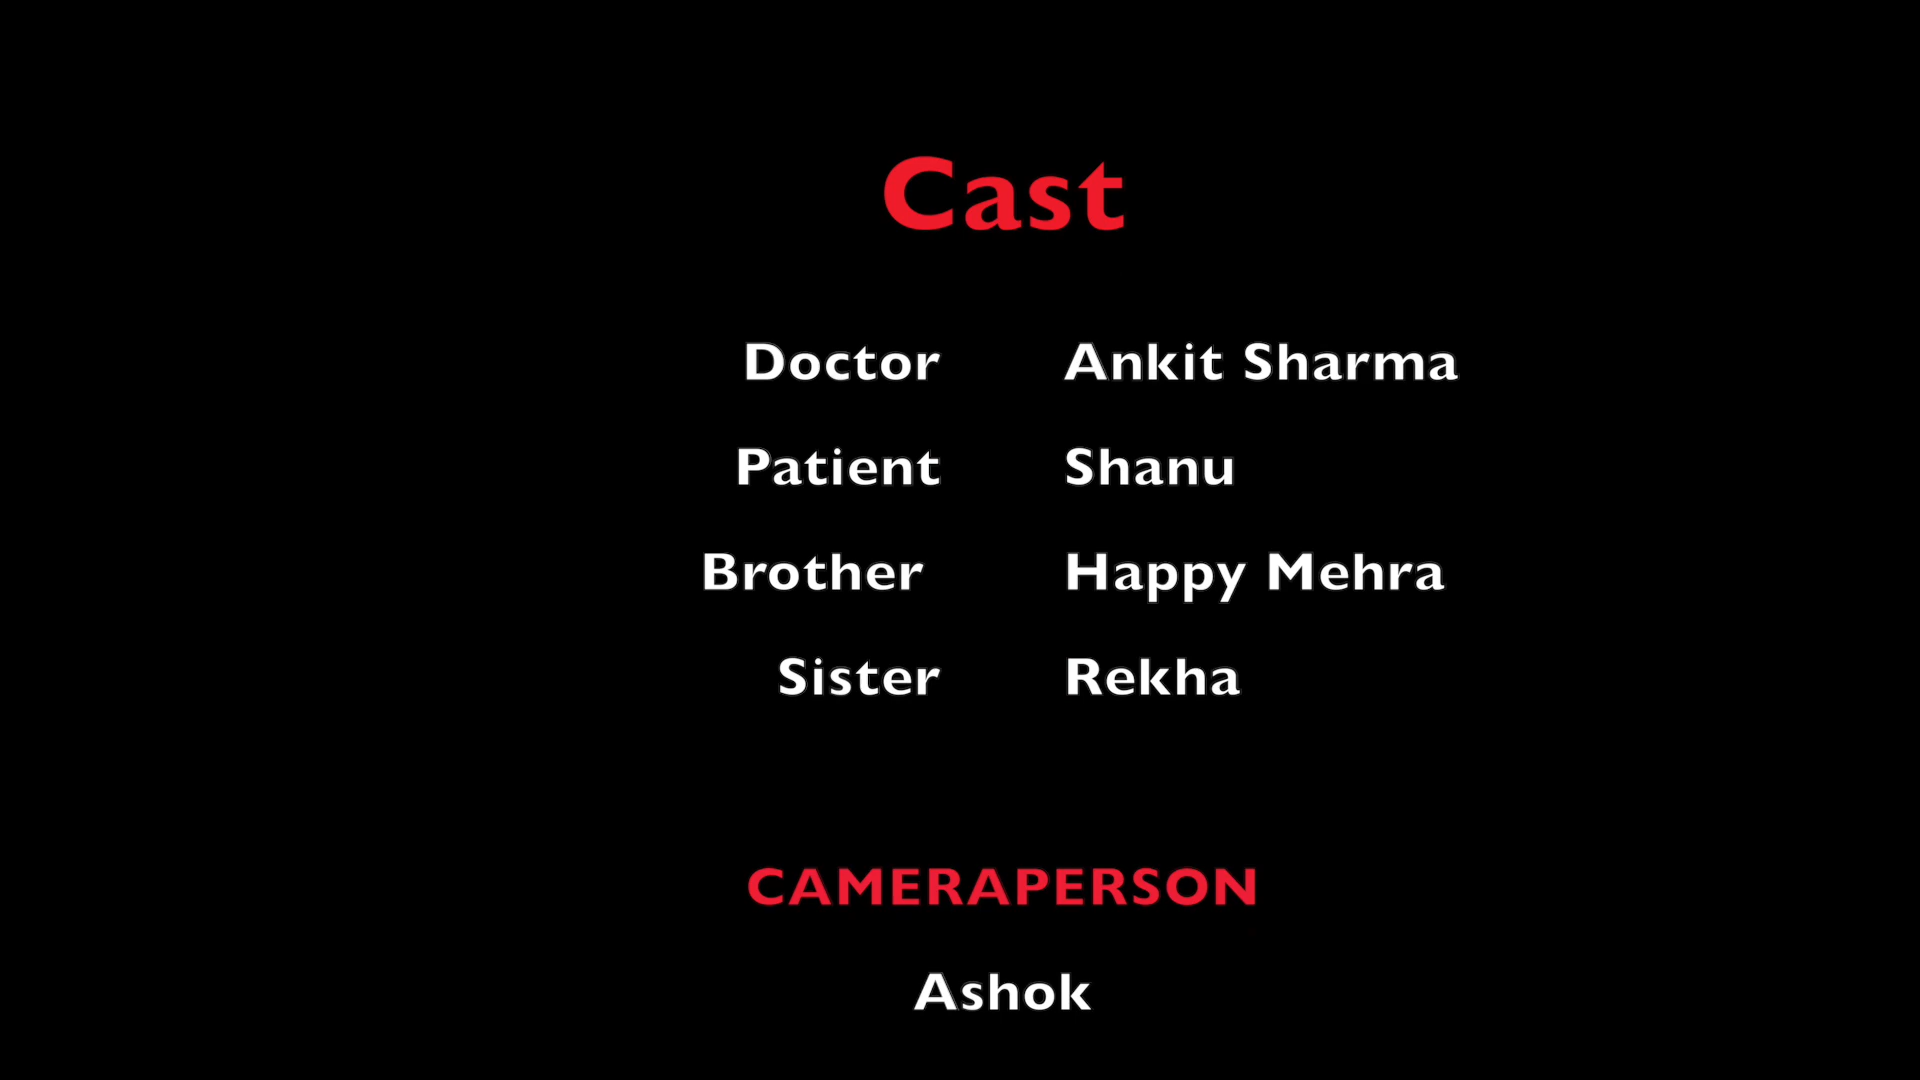 Cast
Doctor Ankit Sharma
Patient Shanu
Brother Happy Mehra
Sister Rekha
CAMERAPERSON
Ashok